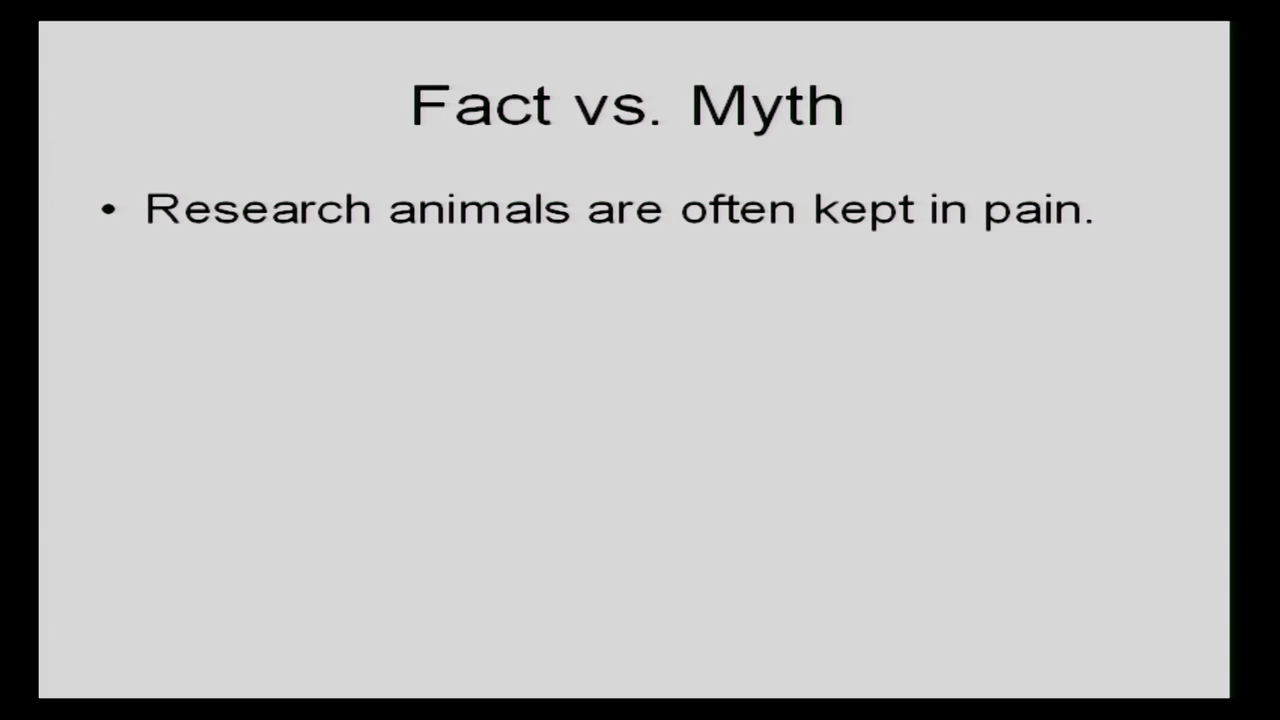 Fact vs. Myth
• Research animals are often kept in pain.